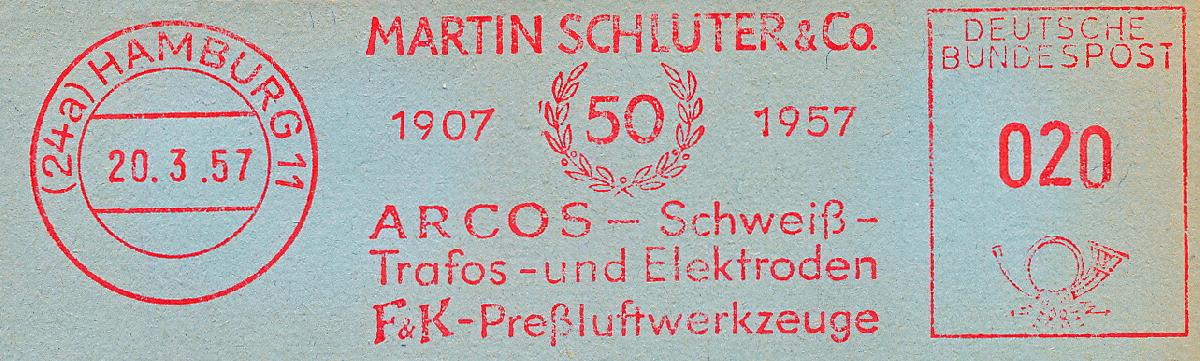 (24a) HAMBURG 11
20.3.57
MARTIN SCHLÜTER & Co.
1907 50 1957
ARCOS – Schweiß-
Trafos - und Elektroden
F&K - Preßluftwerkzeuge
DEUTSCHE
BUNDESPOST
020